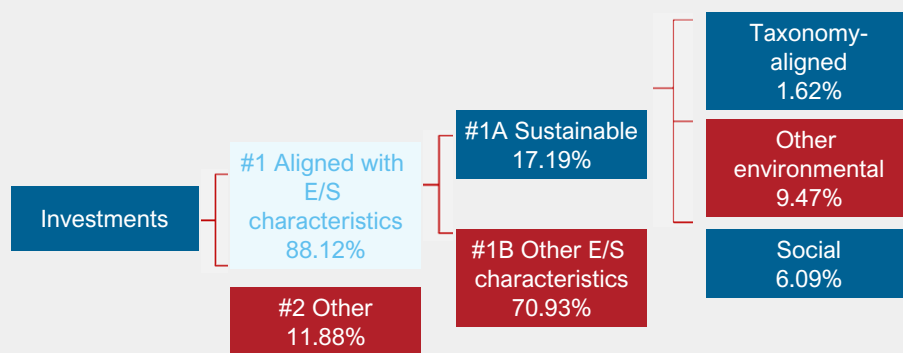 Investments
#1 Aligned with
E/S
characteristics
88.12%
#2 Other
11.88%
#1A Sustainable
17.19%
#1B Other E/S
characteristics
70.93%
Taxonomy-
aligned
1.62%
Other
environmental
9.47%
Social
6.09%